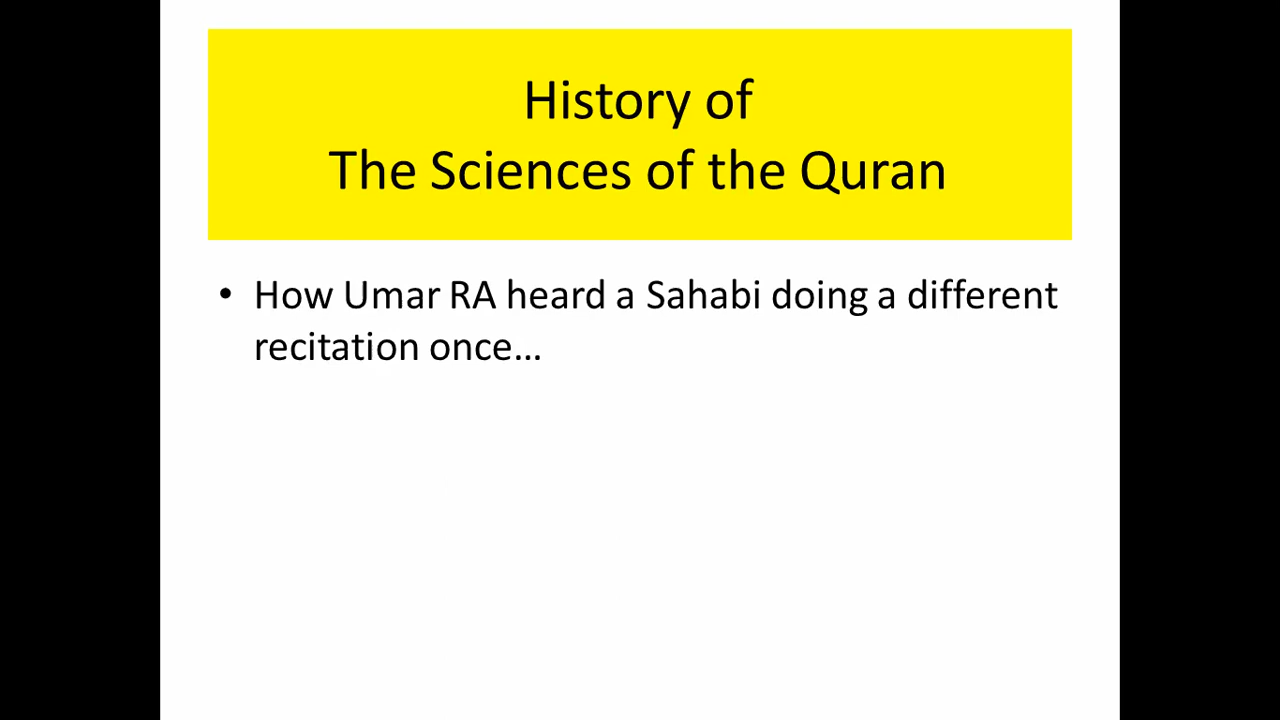 History of
The Sciences of the Quran
• How Umar RA heard a Sahabi doing a different
recitation once...